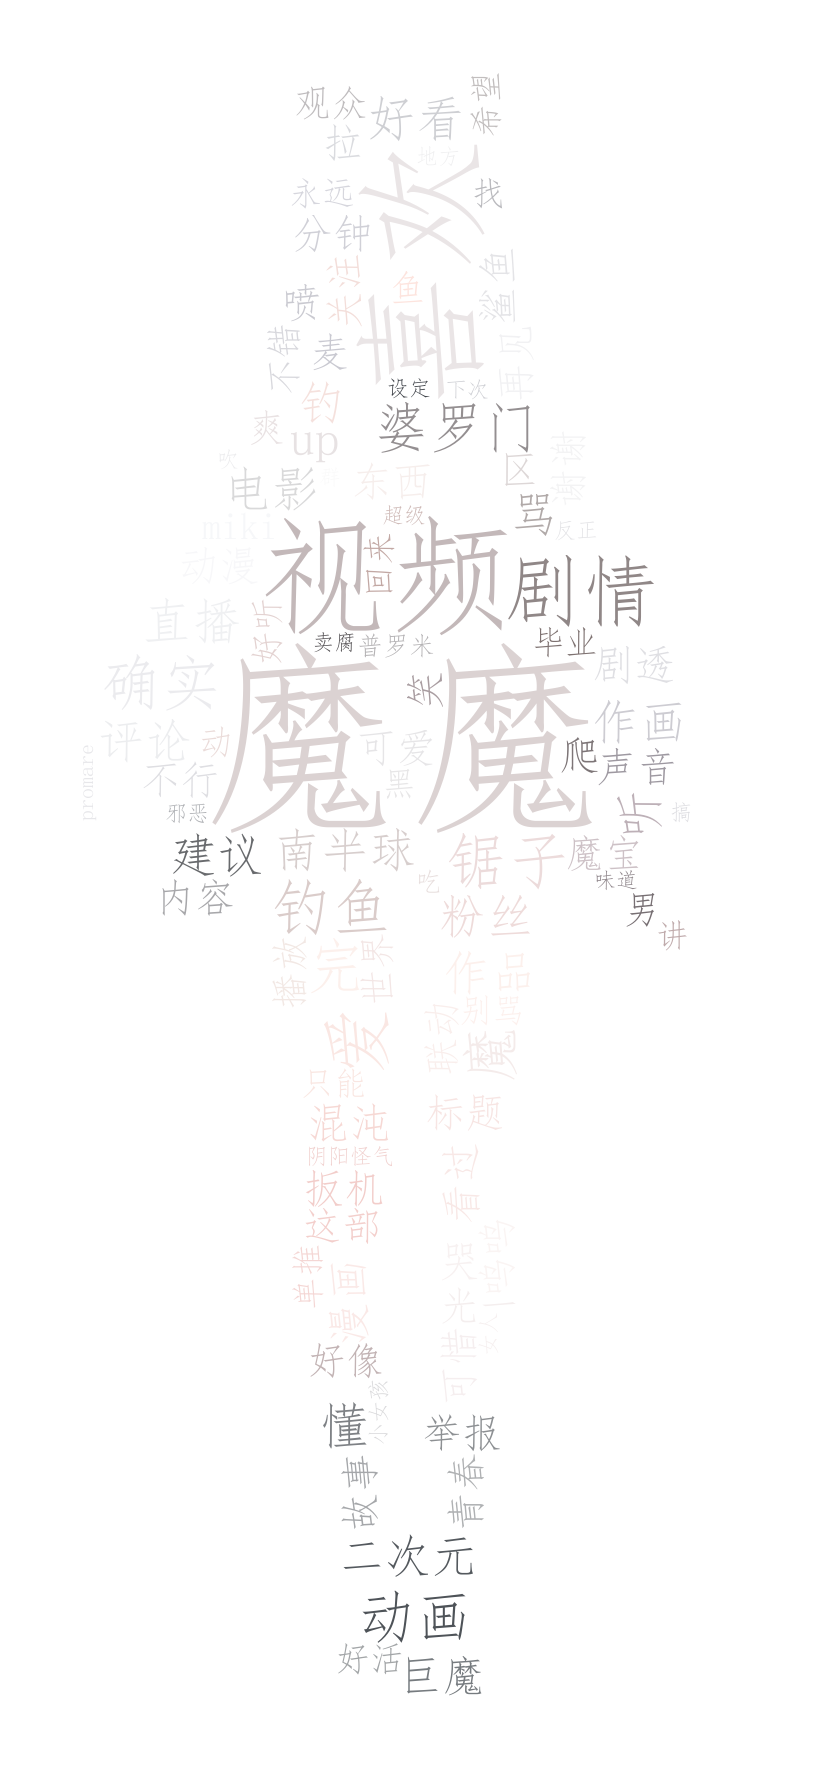 希望
观众
好看
拉
地方
欢
永远
找
分钟
关注
鱼
鲨鱼
喷
喜
不错
麦
再见
设定
下次
钓
婆罗门
爽
up
谢谢
吹
区
电影
东西
骂
超级
miki
反正
视频
回来
动漫
剧情
直播
好听
卖腐
普罗米
毕业
确实
魔魔
笑
剧透
评论
动
可爱
作画
爬
声音
不行
黑
promare
邪恶
听
搞
建议
南半球
锯子
魔宝
吃
味道
内容
钓鱼
粉丝
男
讲
播放
完
世界
作品
联动
别骂
爱
魔
只能
混沌
标题
阴阳怪气
看过
扳机
这部
呜呜
哭
单推
漫画
光
一
女人
可惜
好像
小女孩
懂
举报
故事
青春
二次元
动画
好活
巨魔